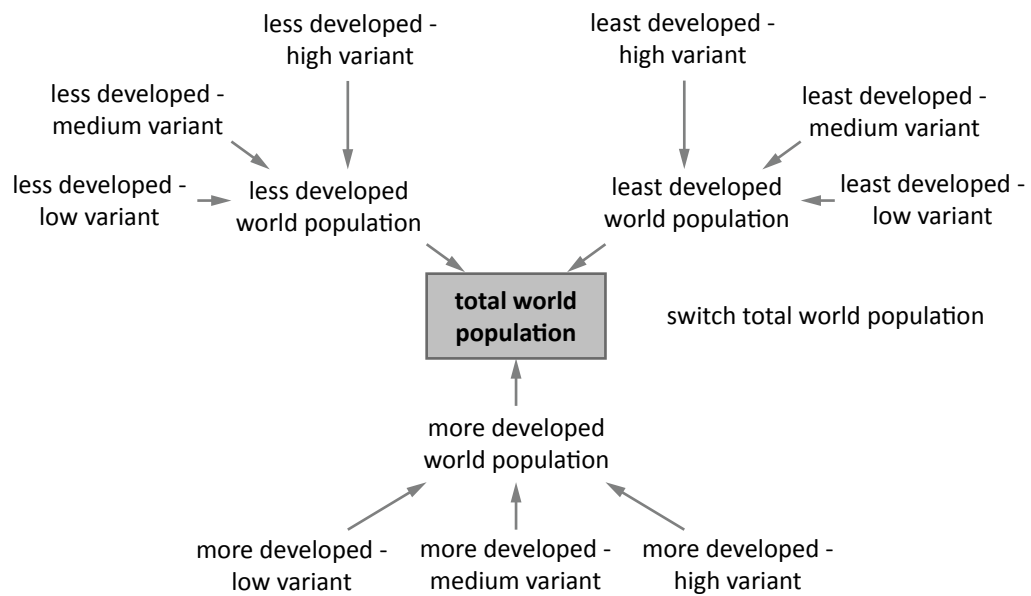 less developed -
high variant
least developed -
high variant
less developed -
medium variant
least developed -
medium variant
less developed -
low variant
less developed
world population
least developed
world population
least developed -
low variant
total world
population
switch total world population
more developed
world population
more developed -
low variant
more developed -
medium variant
more developed -
high variant